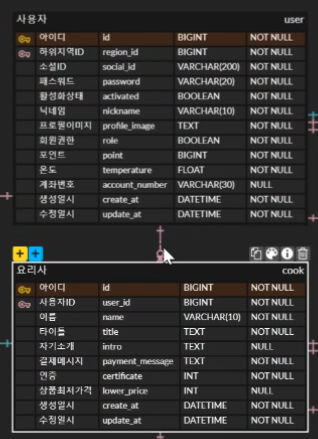 사용자 user
아이디 id BIGINT NOT NULL
하위지역ID region_id BIGINT NOT NULL
소셜ID social_id VARCHAR(200) NOT NULL
패스워드 password VARCHAR(20) NOT NULL
활성화상태 activated BOOLEAN NOT NULL
닉네임 nickname VARCHAR(10) NOT NULL
프로필이미지 profile_image TEXT NOT NULL
회원권한 role BOOLEAN NOT NULL
포인트 point BIGINT NOT NULL
온도 temperature FLOAT NOT NULL
계좌번호 account_number VARCHAR(30) NULL
생성일시 create_at DATETIME NOT NULL
수정일시 update_at DATETIME NOT NULL
요리사 cook
아이디 id BIGINT NOT NULL
사용자ID user_id BIGINT NOT NULL
이름 name VARCHAR(10) NOT NULL
타이틀 title TEXT NOT NULL
자기소개 intro TEXT NULL
결제메시지 payment_message TEXT NOT NULL
인증 certificate INT NOT NULL
상품최저가격 lower_price INT NULL
생성일시 create_at DATETIME NOT NULL
수정일시 update_at DATETIME NOT NULL